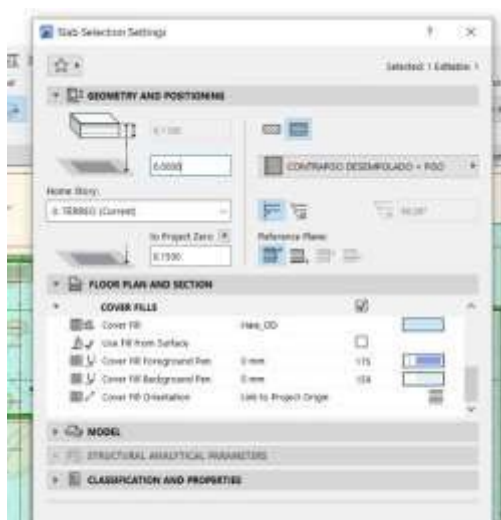 Slab Selection Settings
? ×
Selected: 1 Editable: 1
GEOMETRY AND POSITIONING
0.0000
CONTRAPISO DESEMPOLADO + PISO
Home Story:
0. TÉRREO (Current)
to Project Zero
Reference Plane:
0.1500
FLOOR PLAN AND SECTION
COVER FILLS
Cover Fill
Use Fill from Surface
Cover Fill Foreground Pen 0 mm 175
Cover Fill Background Pen 0 mm
Cover Fill Orientation Link to Project Origin
MODEL
STRUCTURAL ANALYTICAL PARAMETERS
CLASSIFICATION AND PROPERTIES